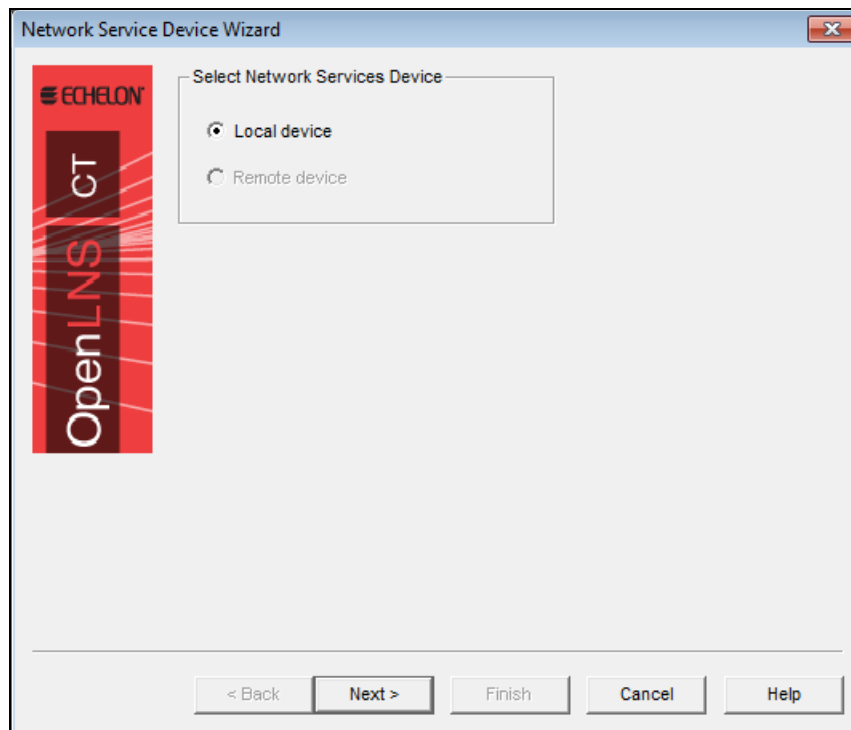 Network Service Device Wizard
ECHELON
OpenLNS CT
Select Network Services Device
Local device
Remote device
< Back
Next >
Finish
Cancel
Help